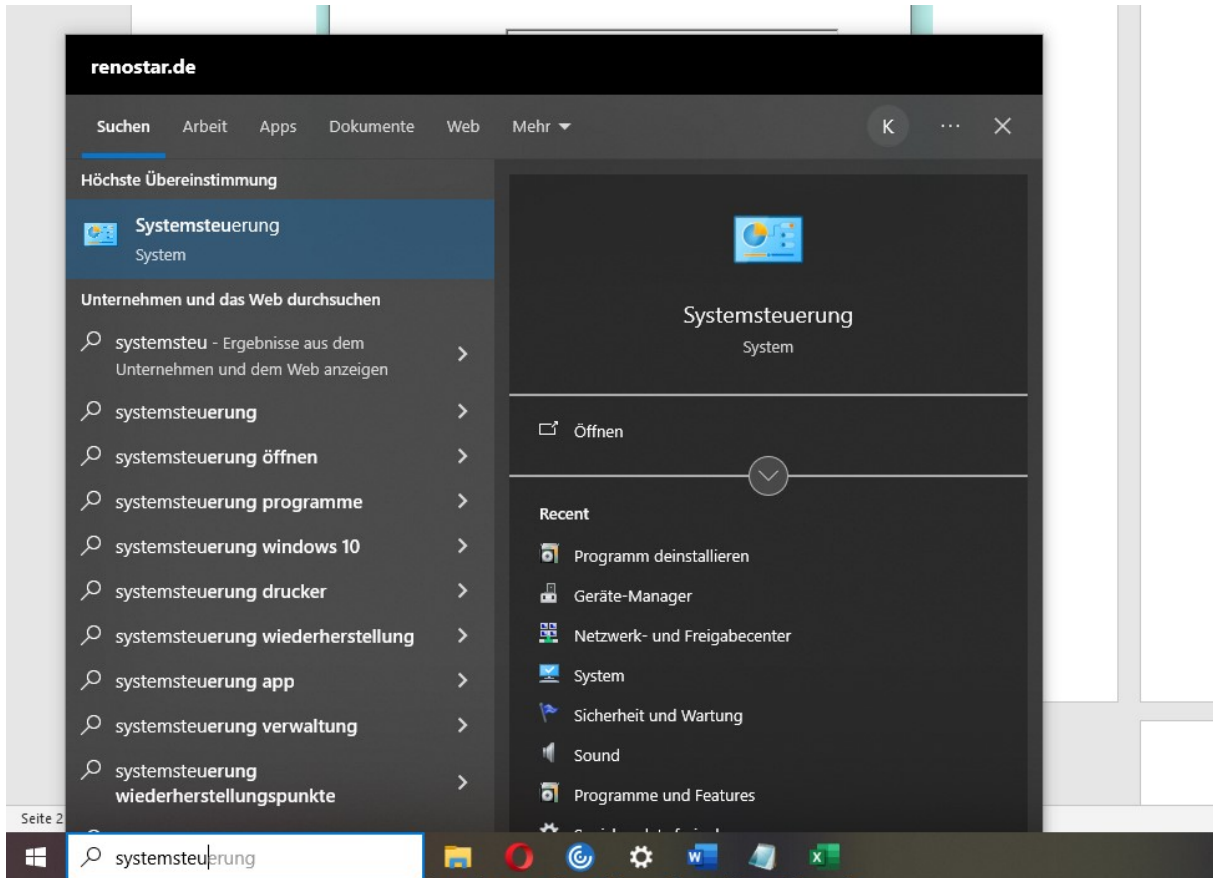 renostar.de
Suchen Arbeit Apps Dokumente Web Mehr K
Höchste Übereinstimmung
Systemsteuerung
System
Unternehmen und das Web durchsuchen
systemsteu - Ergebnisse aus dem
Unternehmen und dem Web anzeigen
systemsteuerung
systemsteuerung öffnen
systemsteuerung programme
systemsteuerung windows 10
systemsteuerung drucker
systemsteuerung wiederherstellung
systemsteuerung app
systemsteuerung verwaltung
systemsteuerung
wiederherstellungspunkte
Systemsteuerung
System
Öffnen
Recent
Programm deinstallieren
Geräte-Manager
Netzwerk- und Freigabecenter
System
Sicherheit und Wartung
Sound
Programme und Features
Seite 2
systemsteuerung